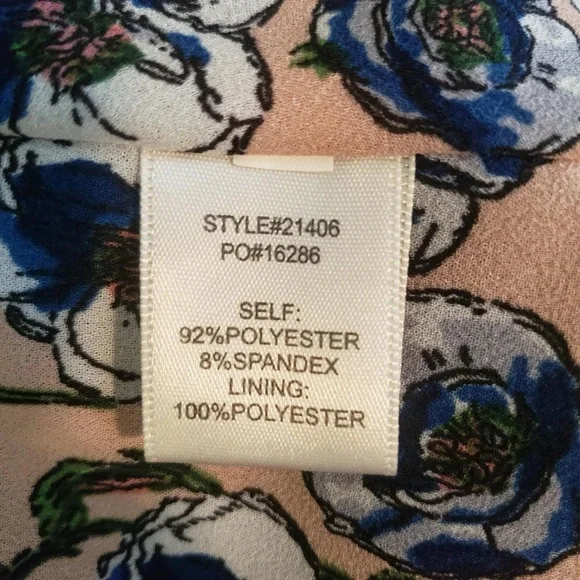 STYLE#21406
PO#16286
SELF:
92%POLYESTER
8%SPANDEX
LINING:
100%POLYESTER